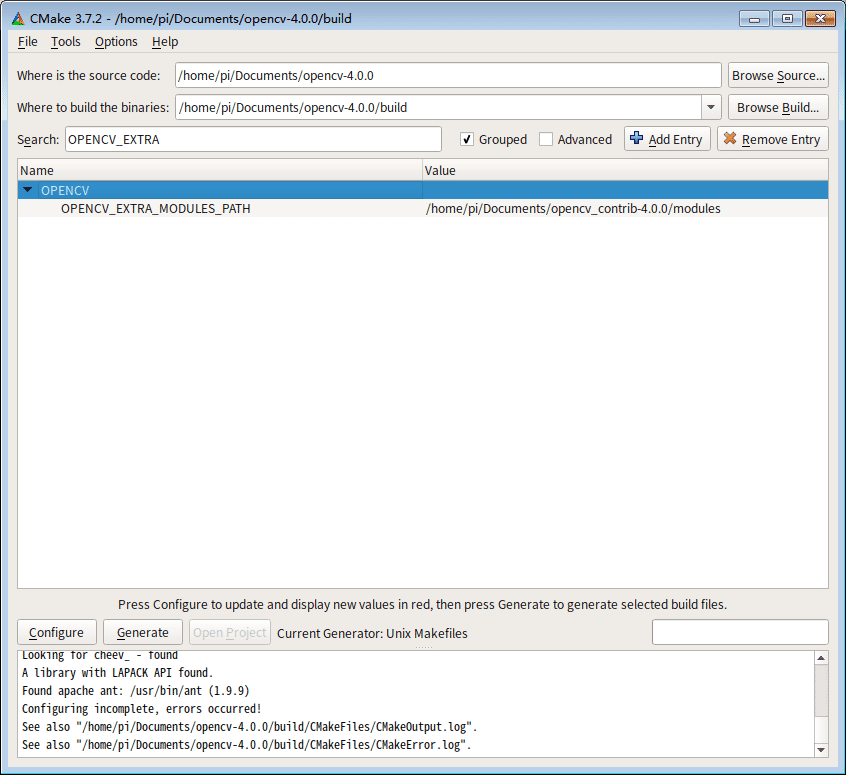 CMake 3.7.2 - /home/pi/Documents/opencv-4.0.0/build
File Tools Options Help
Where is the source code: /home/pi/Documents/opencv-4.0.0 Browse Source...
Where to build the binaries: /home/pi/Documents/opencv-4.0.0/build Browse Build...
Search: OPENCV_EXTRA Grouped Advanced Add Entry Remove Entry
Name Value
OPENCV
OPENCV_EXTRA_MODULES_PATH /home/pi/Documents/opencv_contrib-4.0.0/modules
Press Configure to update and display new values in red, then press Generate to generate selected build files.
Configure Generate Open Project Current Generator: Unix Makefiles
Looking for cheev_ - found
A library with LAPACK API found.
Found apache ant: /usr/bin/ant (1.9.9)
Configuring incomplete, errors occurred!
See also "/home/pi/Documents/opencv-4.0.0/build/CMakeFiles/CMakeOutput.log".
See also "/home/pi/Documents/opencv-4.0.0/build/CMakeFiles/CMakeError.log".